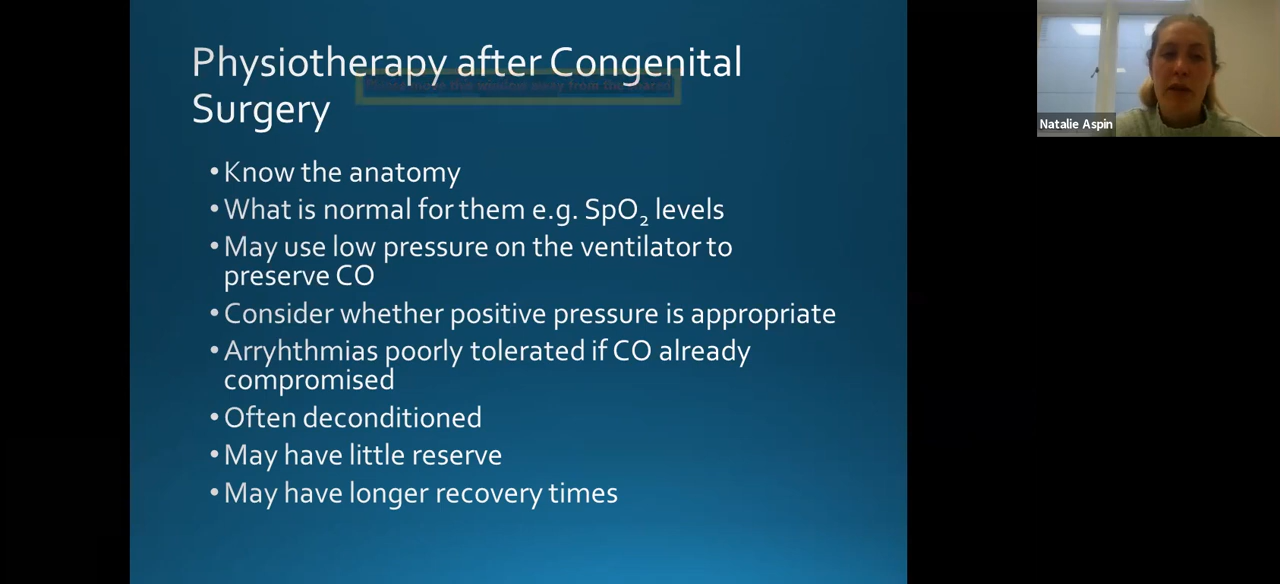 Physiotherapy after Congenital
Surgery
•Know the anatomy
•What is normal for them e.g. SpO₂ levels
•May use low pressure on the ventilator to
preserve CO
•Consider whether positive pressure is appropriate
•Arryhthmias poorly tolerated if CO already
compromised
•Often deconditioned
•May have little reserve
•May have longer recovery times
Natalie Aspin